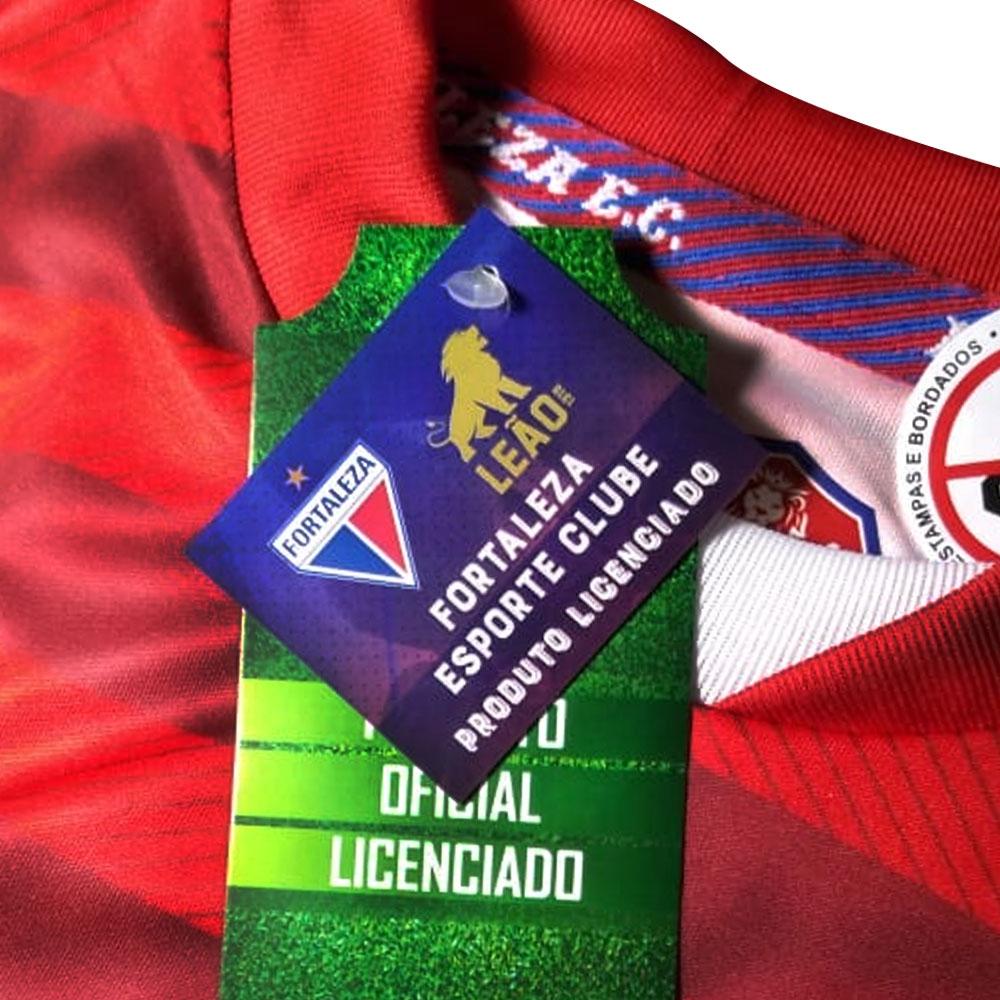 E.C.
ESTAMPAS E BORDADOS •
LEÃO
FORTALEZA
FORTALEZA
ESPORTE CLUBE
PRODUTO LICENCIADO
OFICIAL
LICENCIADO